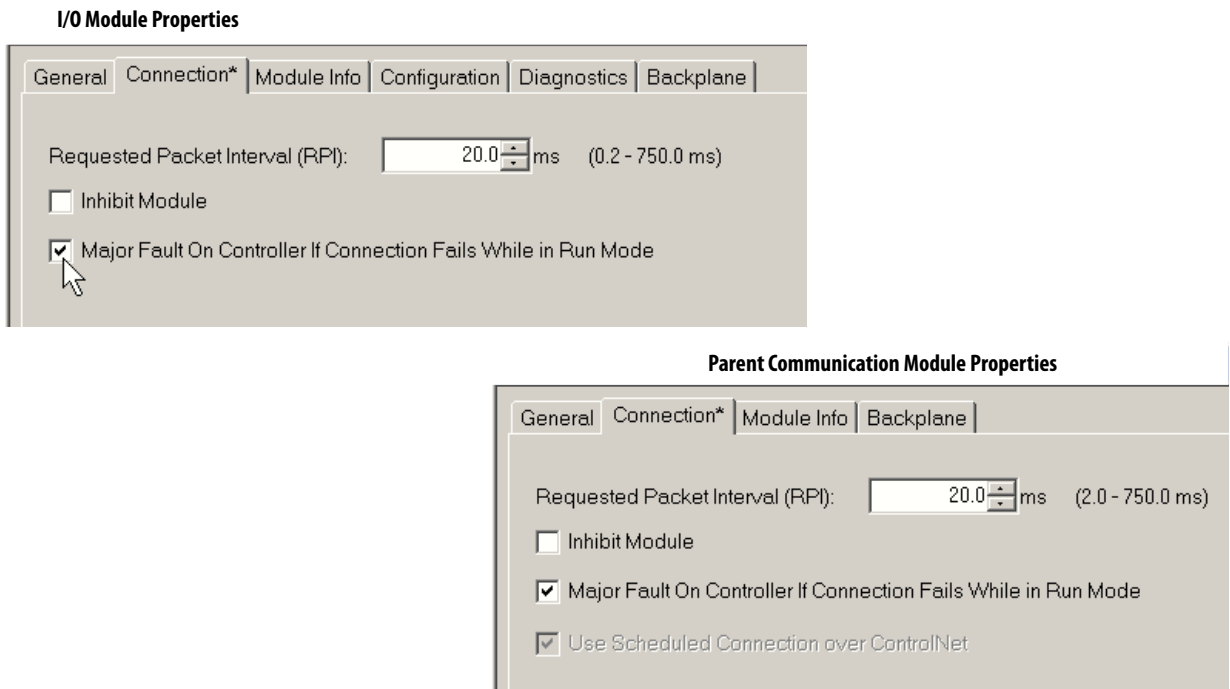 I/O Module Properties
General Connection* Module Info Configuration Diagnostics Backplane
Requested Packet Interval (RPI): 20.0 ms (0.2 - 750.0 ms)
Inhibit Module
Major Fault On Controller If Connection Fails While in Run Mode
Parent Communication Module Properties
General Connection* Module Info Backplane
Requested Packet Interval (RPI): 20.0 ms (2.0 - 750.0 ms)
Inhibit Module
Major Fault On Controller If Connection Fails While in Run Mode
Use Scheduled Connection over ControlNet